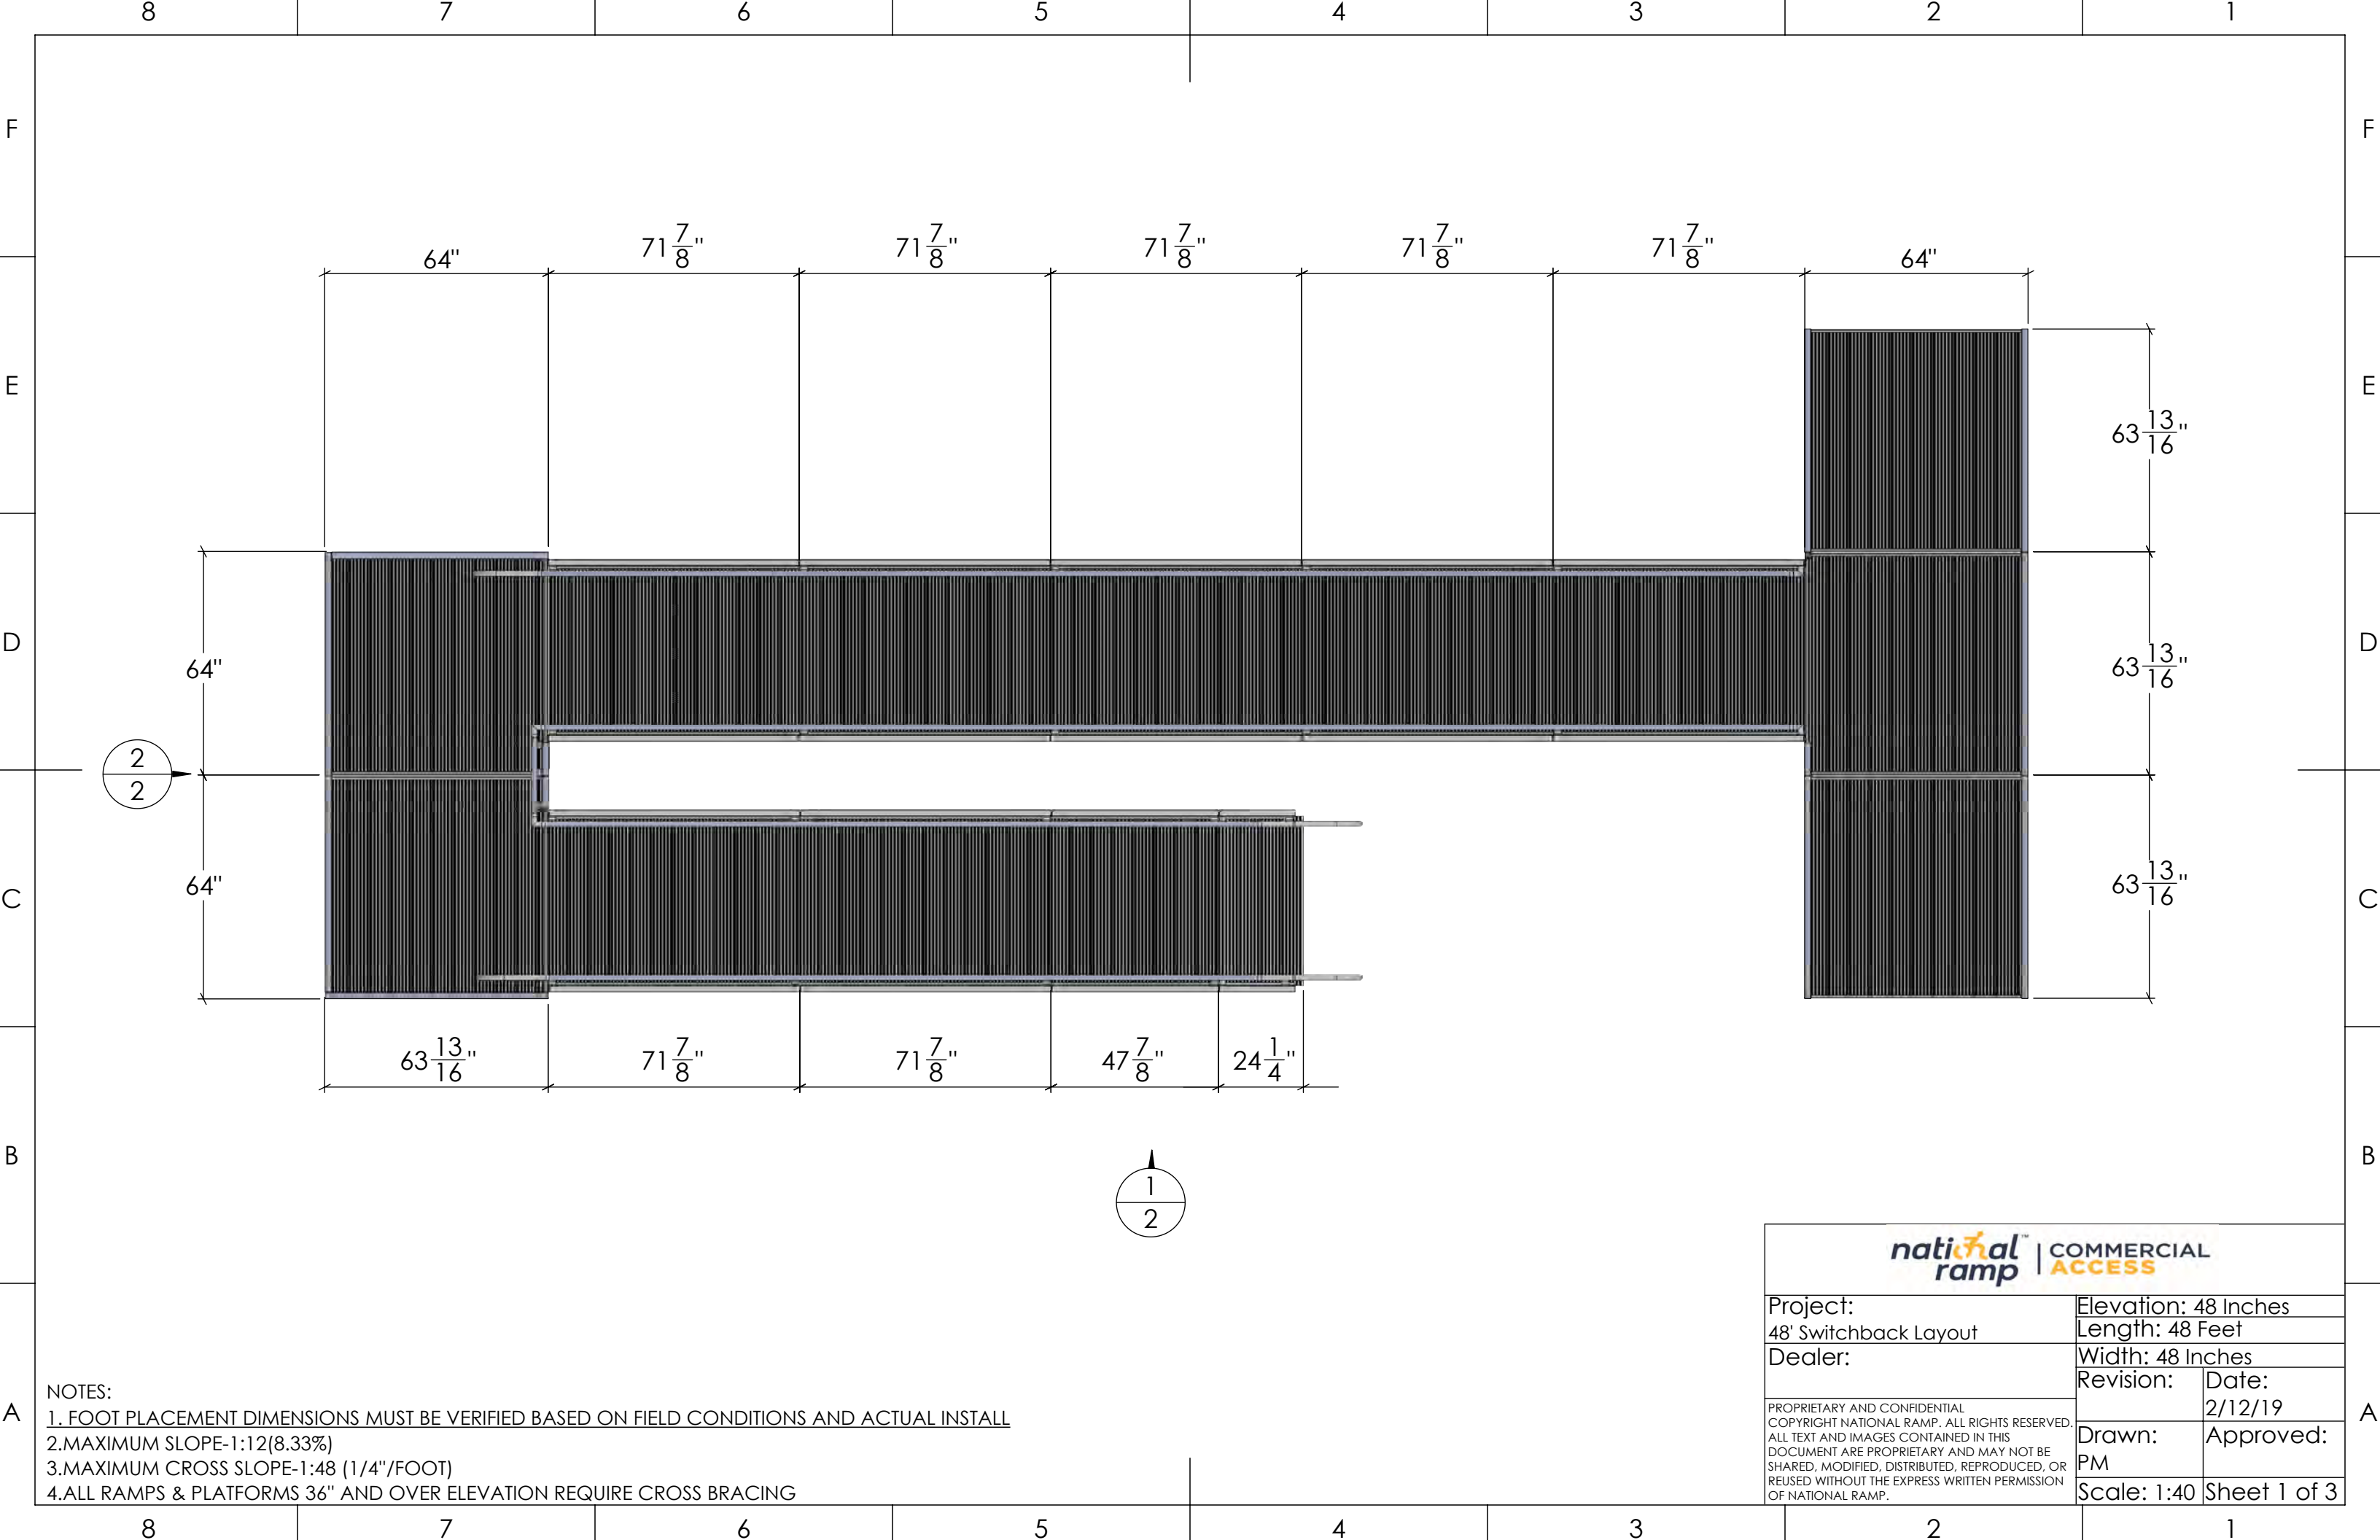 8 7 6 5 4 3 2 1
F F
E E
D D
C C
B B
A A
64" 71 7/8" 71 7/8" 71 7/8" 71 7/8" 71 7/8" 64"
63 13/16"
63 13/16"
63 13/16"
64"
64"
2
2
63 13/16" 71 7/8" 71 7/8" 47 7/8" 24 1/4"
1
2
NOTES:
1. FOOT PLACEMENT DIMENSIONS MUST BE VERIFIED BASED ON FIELD CONDITIONS AND ACTUAL INSTALL
2.MAXIMUM SLOPE-1:12(8.33%)
3.MAXIMUM CROSS SLOPE-1:48 (1/4"/FOOT)
4.ALL RAMPS & PLATFORMS 36" AND OVER ELEVATION REQUIRE CROSS BRACING
national™
ramp
COMMERCIAL
ACCESS
Project:
48' Switchback Layout
Dealer:
Elevation: 48 Inches
Length: 48 Feet
Width: 48 Inches
Revision:
Date:
2/12/19
PROPRIETARY AND CONFIDENTIAL
COPYRIGHT NATIONAL RAMP. ALL RIGHTS RESERVED.
ALL TEXT AND IMAGES CONTAINED IN THIS
DOCUMENT ARE PROPRIETARY AND MAY NOT BE
SHARED, MODIFIED, DISTRIBUTED, REPRODUCED, OR
REUSED WITHOUT THE EXPRESS WRITTEN PERMISSION
OF NATIONAL RAMP.
Drawn:
PM
Approved:
Scale: 1:40
Sheet 1 of 3
8 7 6 5 4 3 2 1